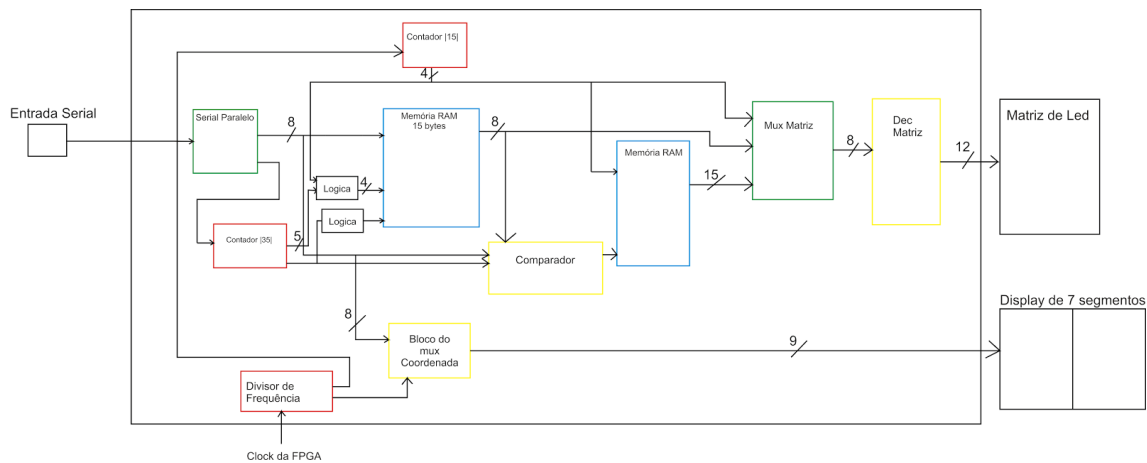 Contador |15|
4
Entrada Serial
Serial Paralelo
8
Memória RAM
15 bytes
8
Mux Matriz
8
Dec
Matriz
12
Matriz de Led
Memória RAM
15
Logica
4
Logica
Contador |35|
5
Comparador
8
Bloco do
mux
Coordenada
9
Display de 7 segmentos
Divisor de
Frequência
Clock da FPGA